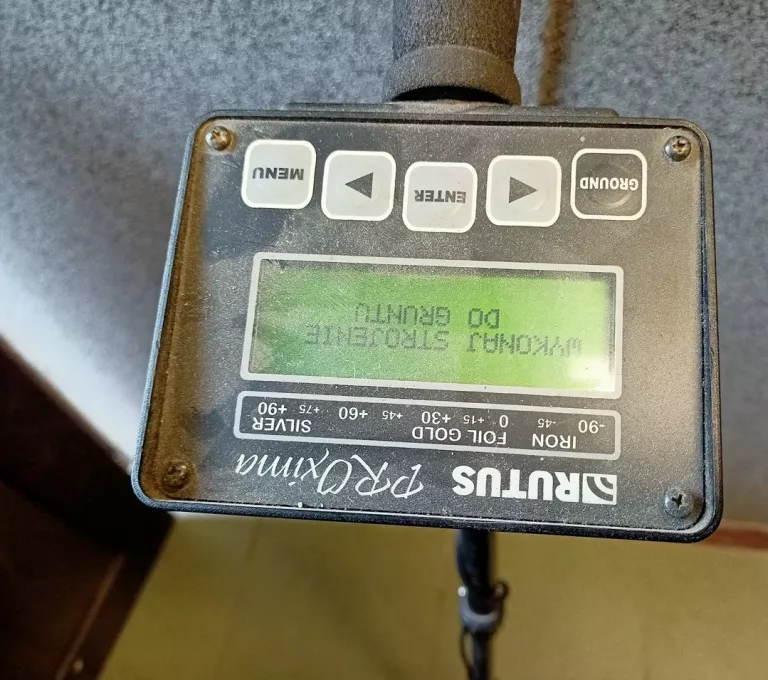 RUTUS PROxima
IRON FOIL GOLD SILVER
-90 -45 0 +15 +30 +45 +60 +75 +90
WYKONAJ STROJENIE
DO GRUNTU
GROUND ENTER MENU